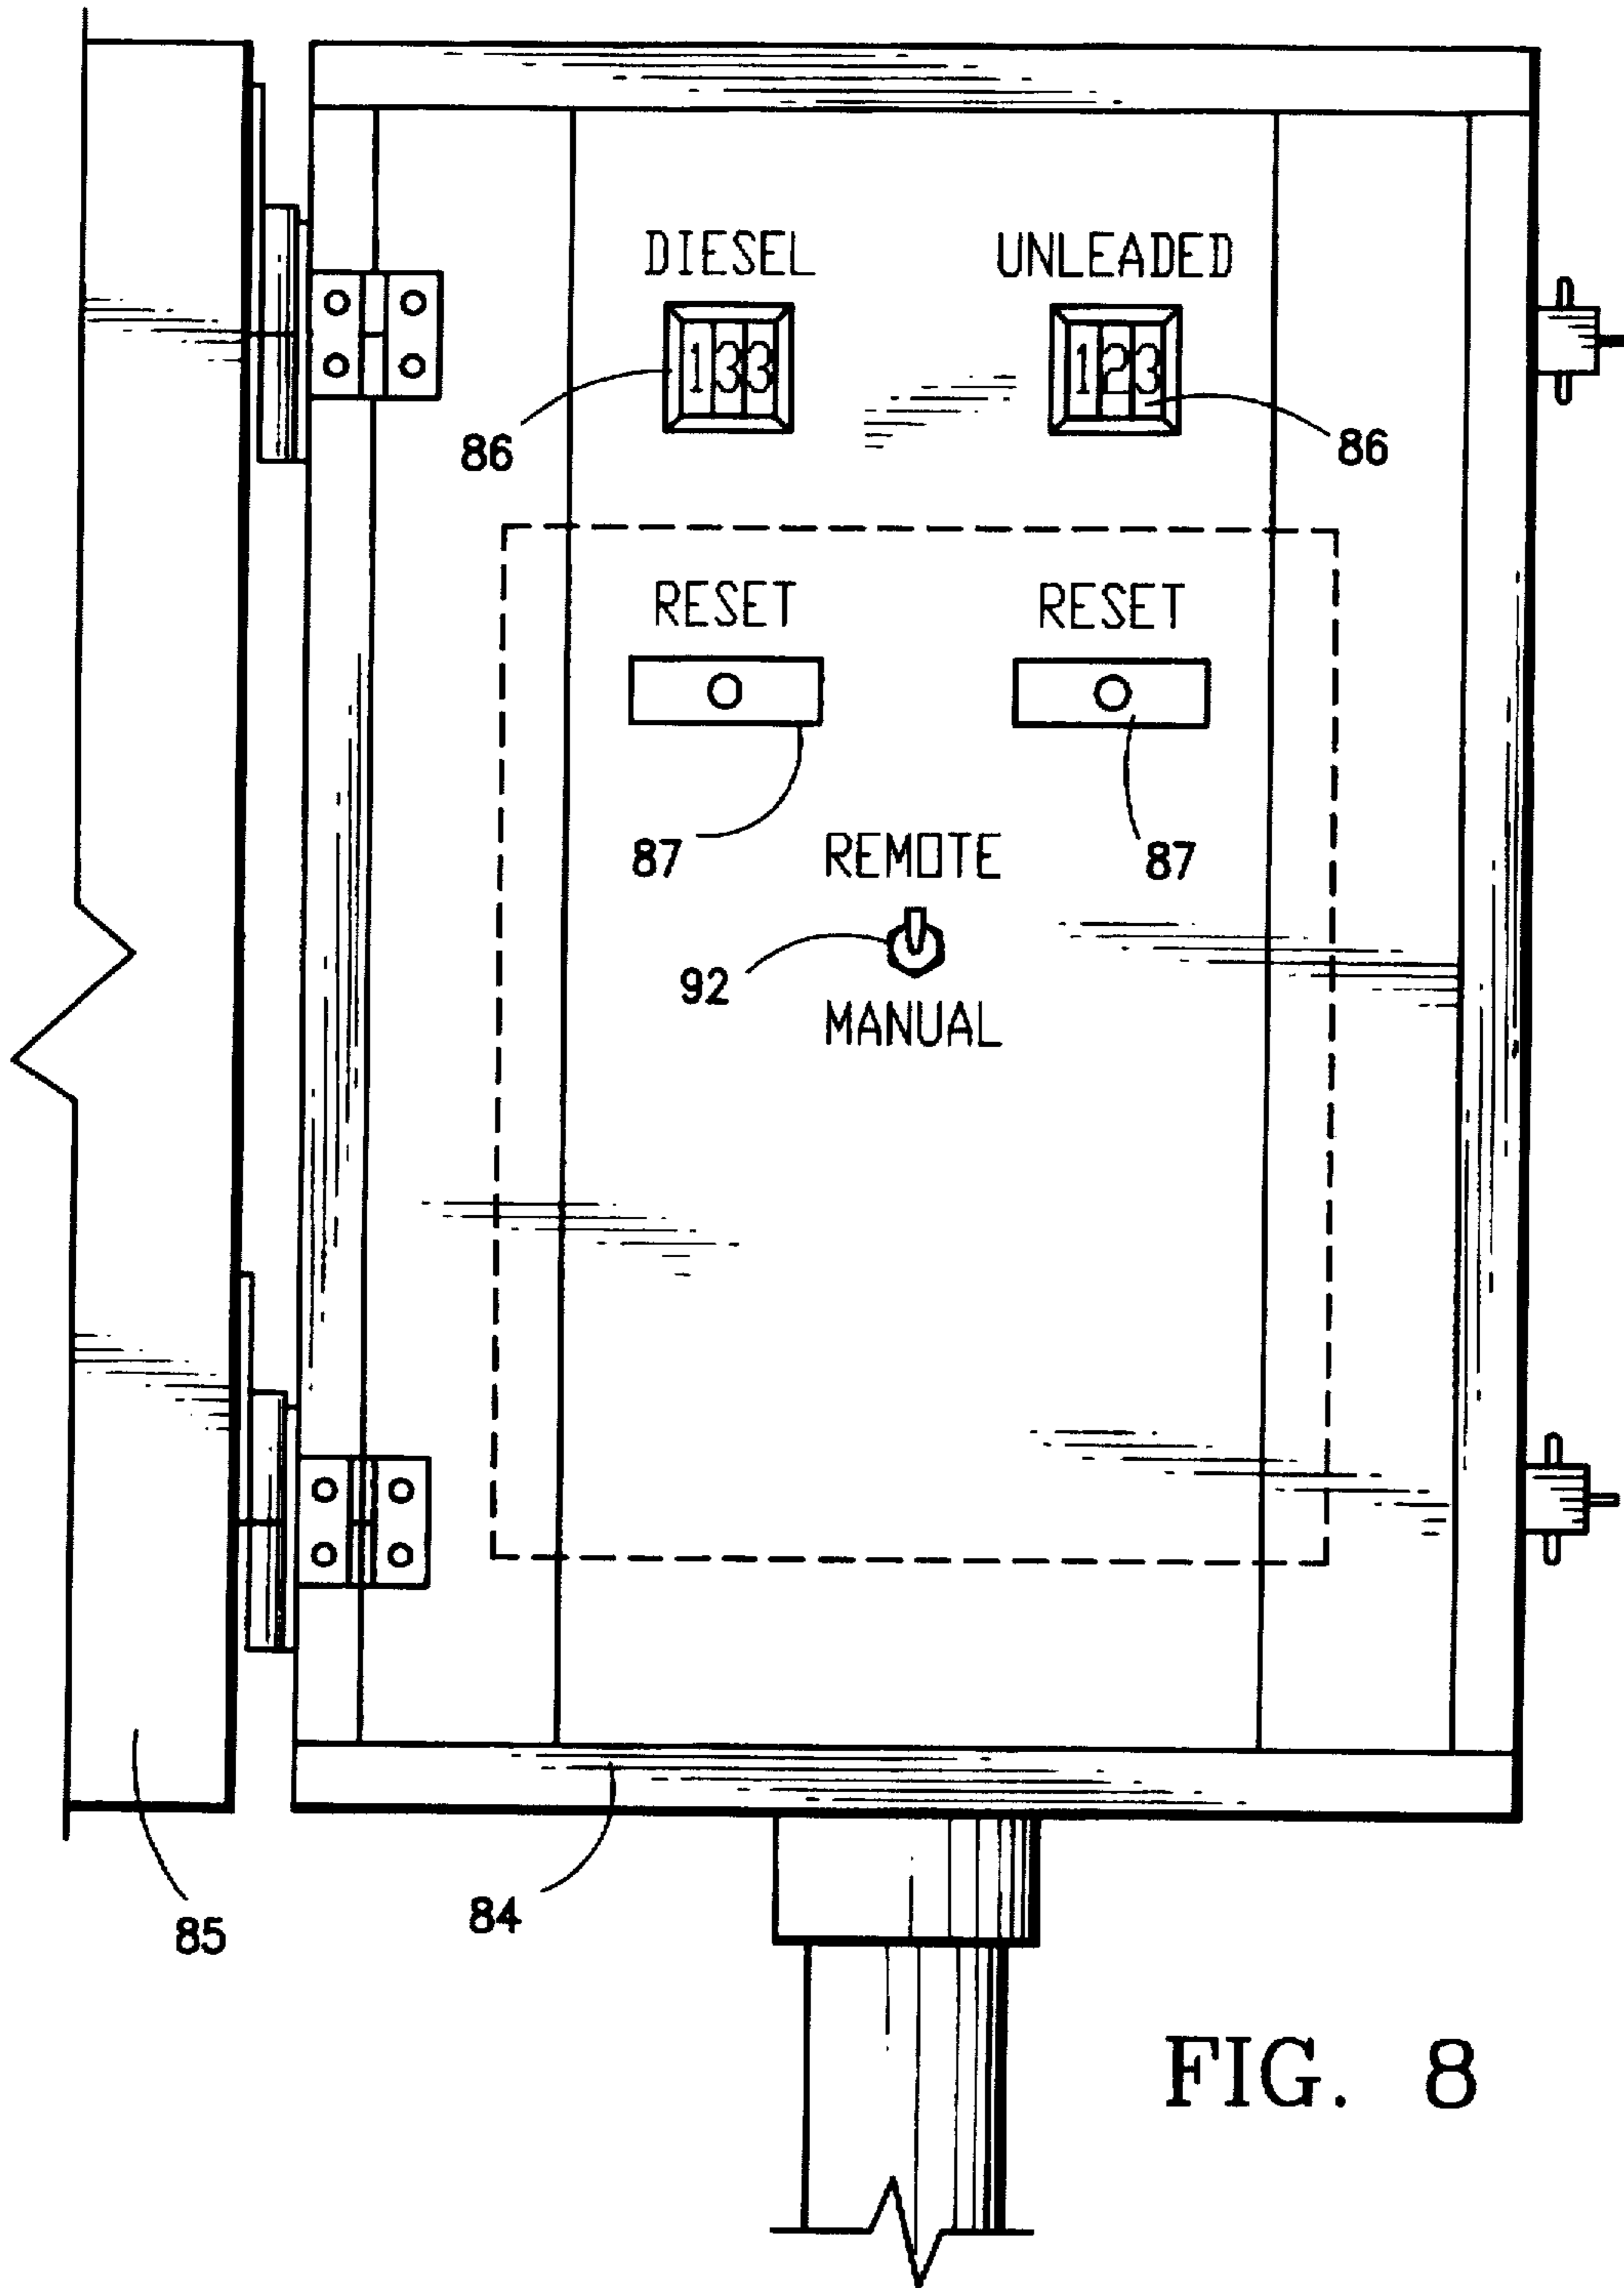 DIESEL UNLEADED
133 123
86 86
RESET RESET
87 REMOTE 87
92
MANUAL
85 84
FIG. 8